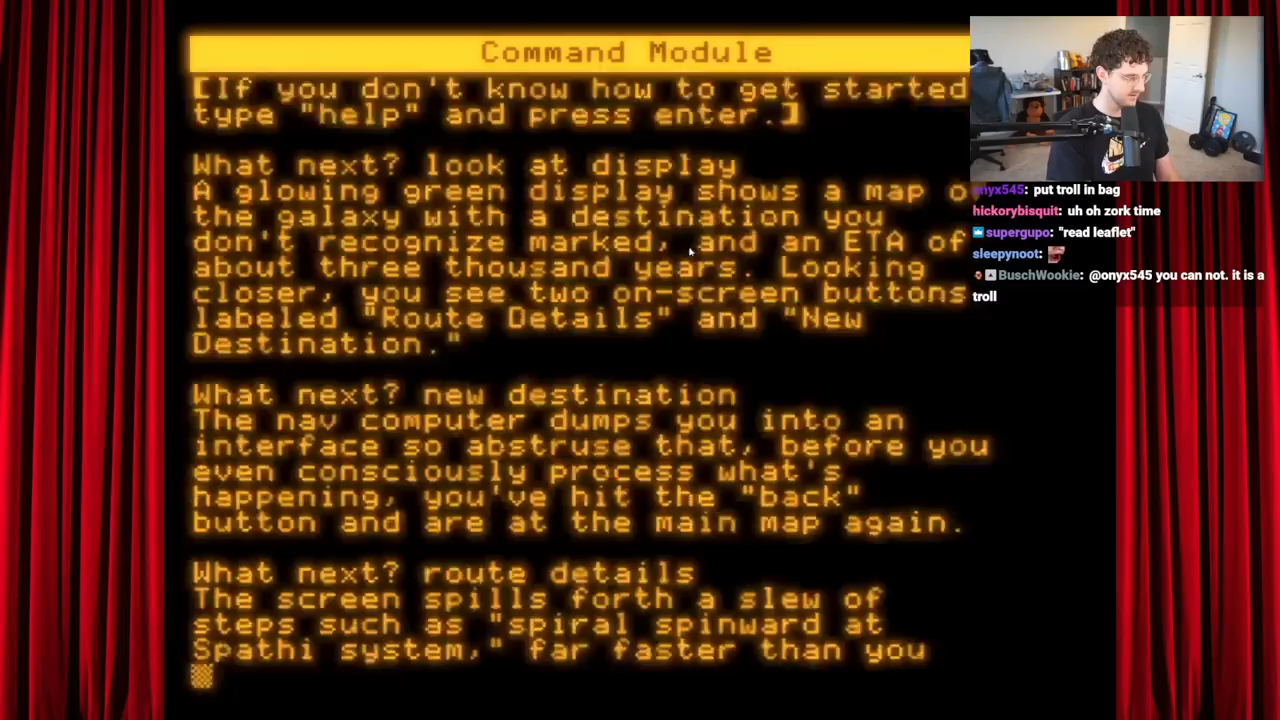 Command Module
[If you don't know how to get started
type "help" and press enter.]
What next? look at display
A glowing green display shows a map o
the galaxy with a destination you
don't recognize marked, and an ETA of
about three thousand years. Looking
closer, you see two on-screen buttons
labeled "Route Details" and "New
Destination."
What next? new destination
The nav computer dumps you into an
interface so abstruse that, before you
even consciously process what's
happening, you've hit the "back"
button and are at the main map again.
What next? route details
The screen spills forth a slew of
steps such as "spiral spinward at
Spathi system," far faster than you
onyx545: put troll in bag
hickorybisquit: uh oh zork time
supergupo: "read leaflet"
sleepynoot:
BuschWookie: @onyx545 you can not. it is a
troll